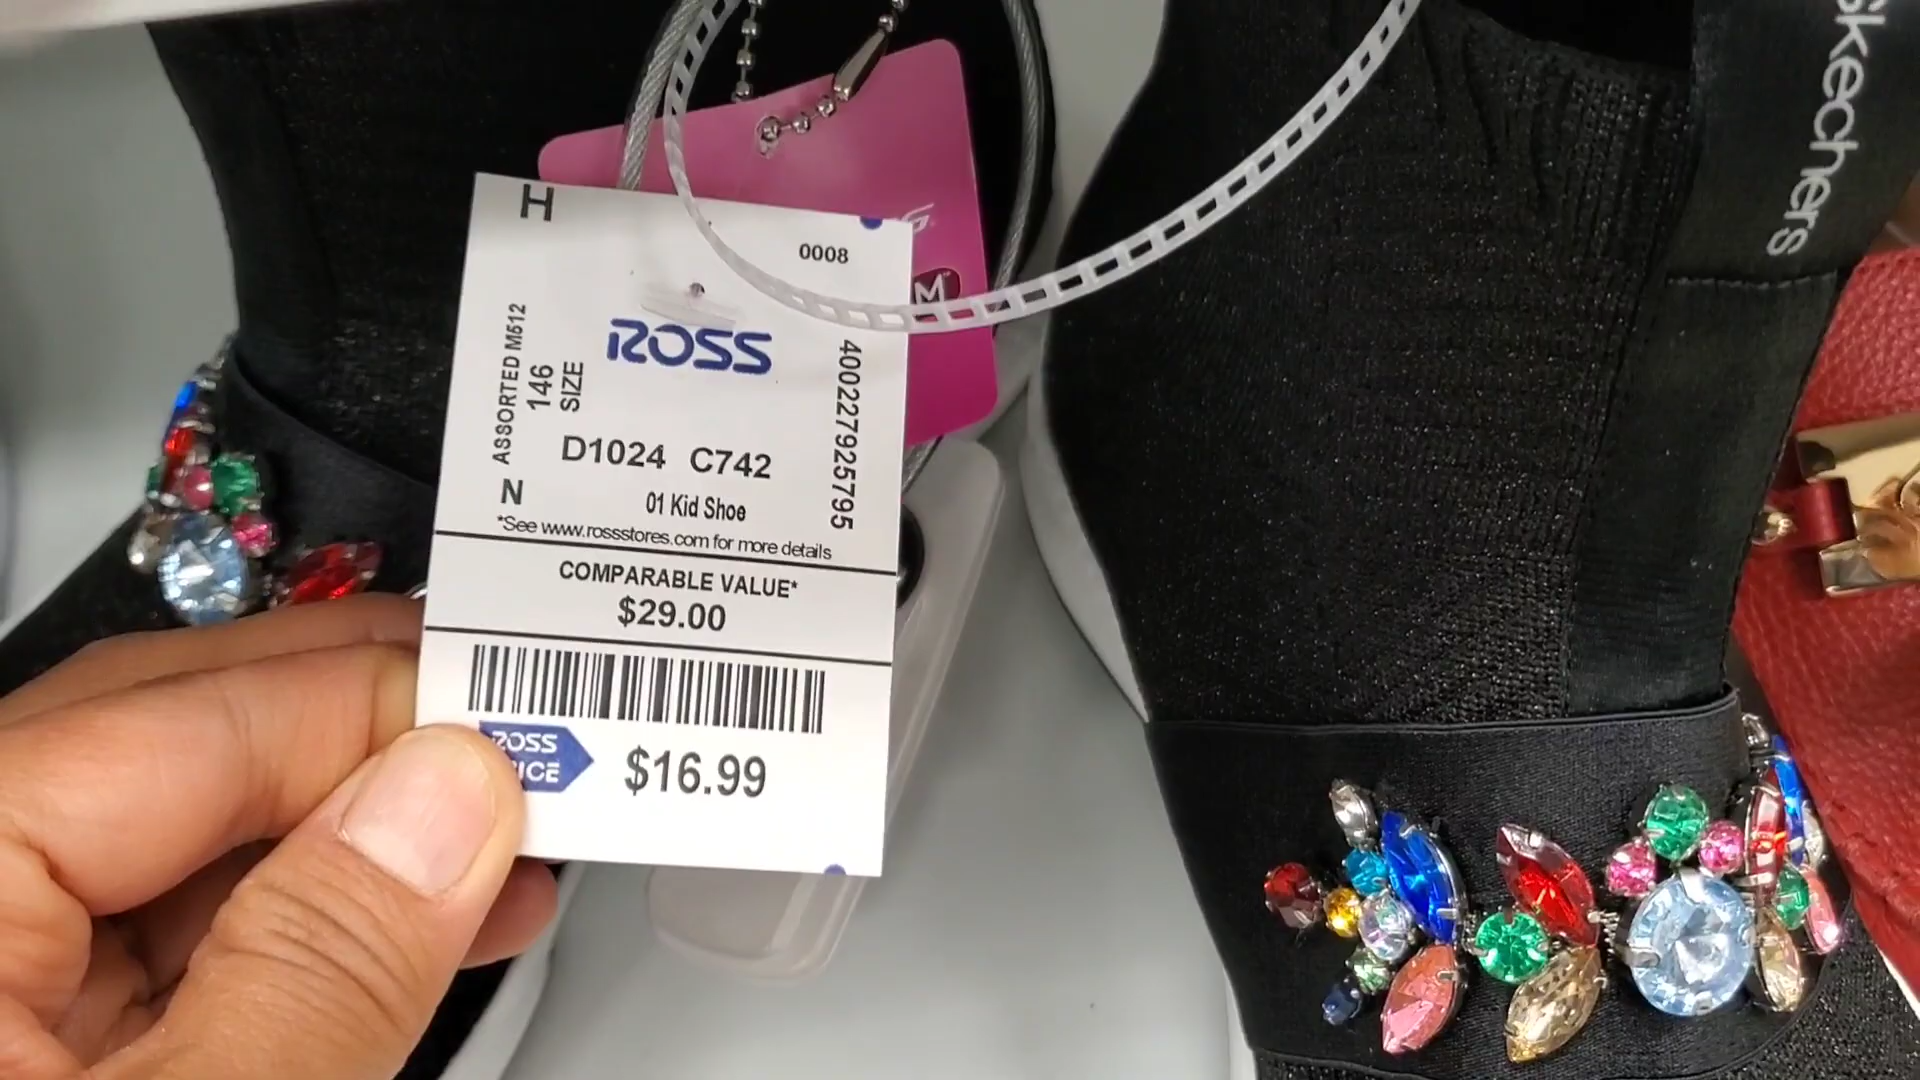 H
0008
ROSS
ASSORTED M512
146
SIZE
400227925795
D1024 C742
N
01 Kid Shoe
*See www.rossstores.com for more details
COMPARABLE VALUE*
$29.00
ROSS
$16.99
M
Skechers